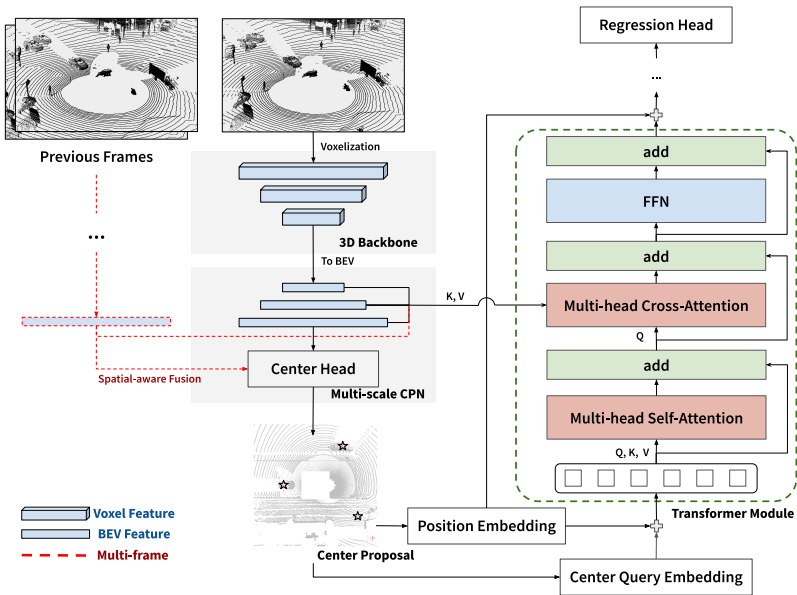 Regression Head
...
Previous Frames
Voxelization
add
FFN
3D Backbone
...
To BEV
add
K, V
Multi-head Cross-Attention
Q
add
Center Head
Spatial-aware Fusion
Multi-scale CPN
Multi-head Self-Attention
Q, K, V
Voxel Feature
BEV Feature
Multi-frame
Transformer Module
Position Embedding
Center Proposal
Center Query Embedding